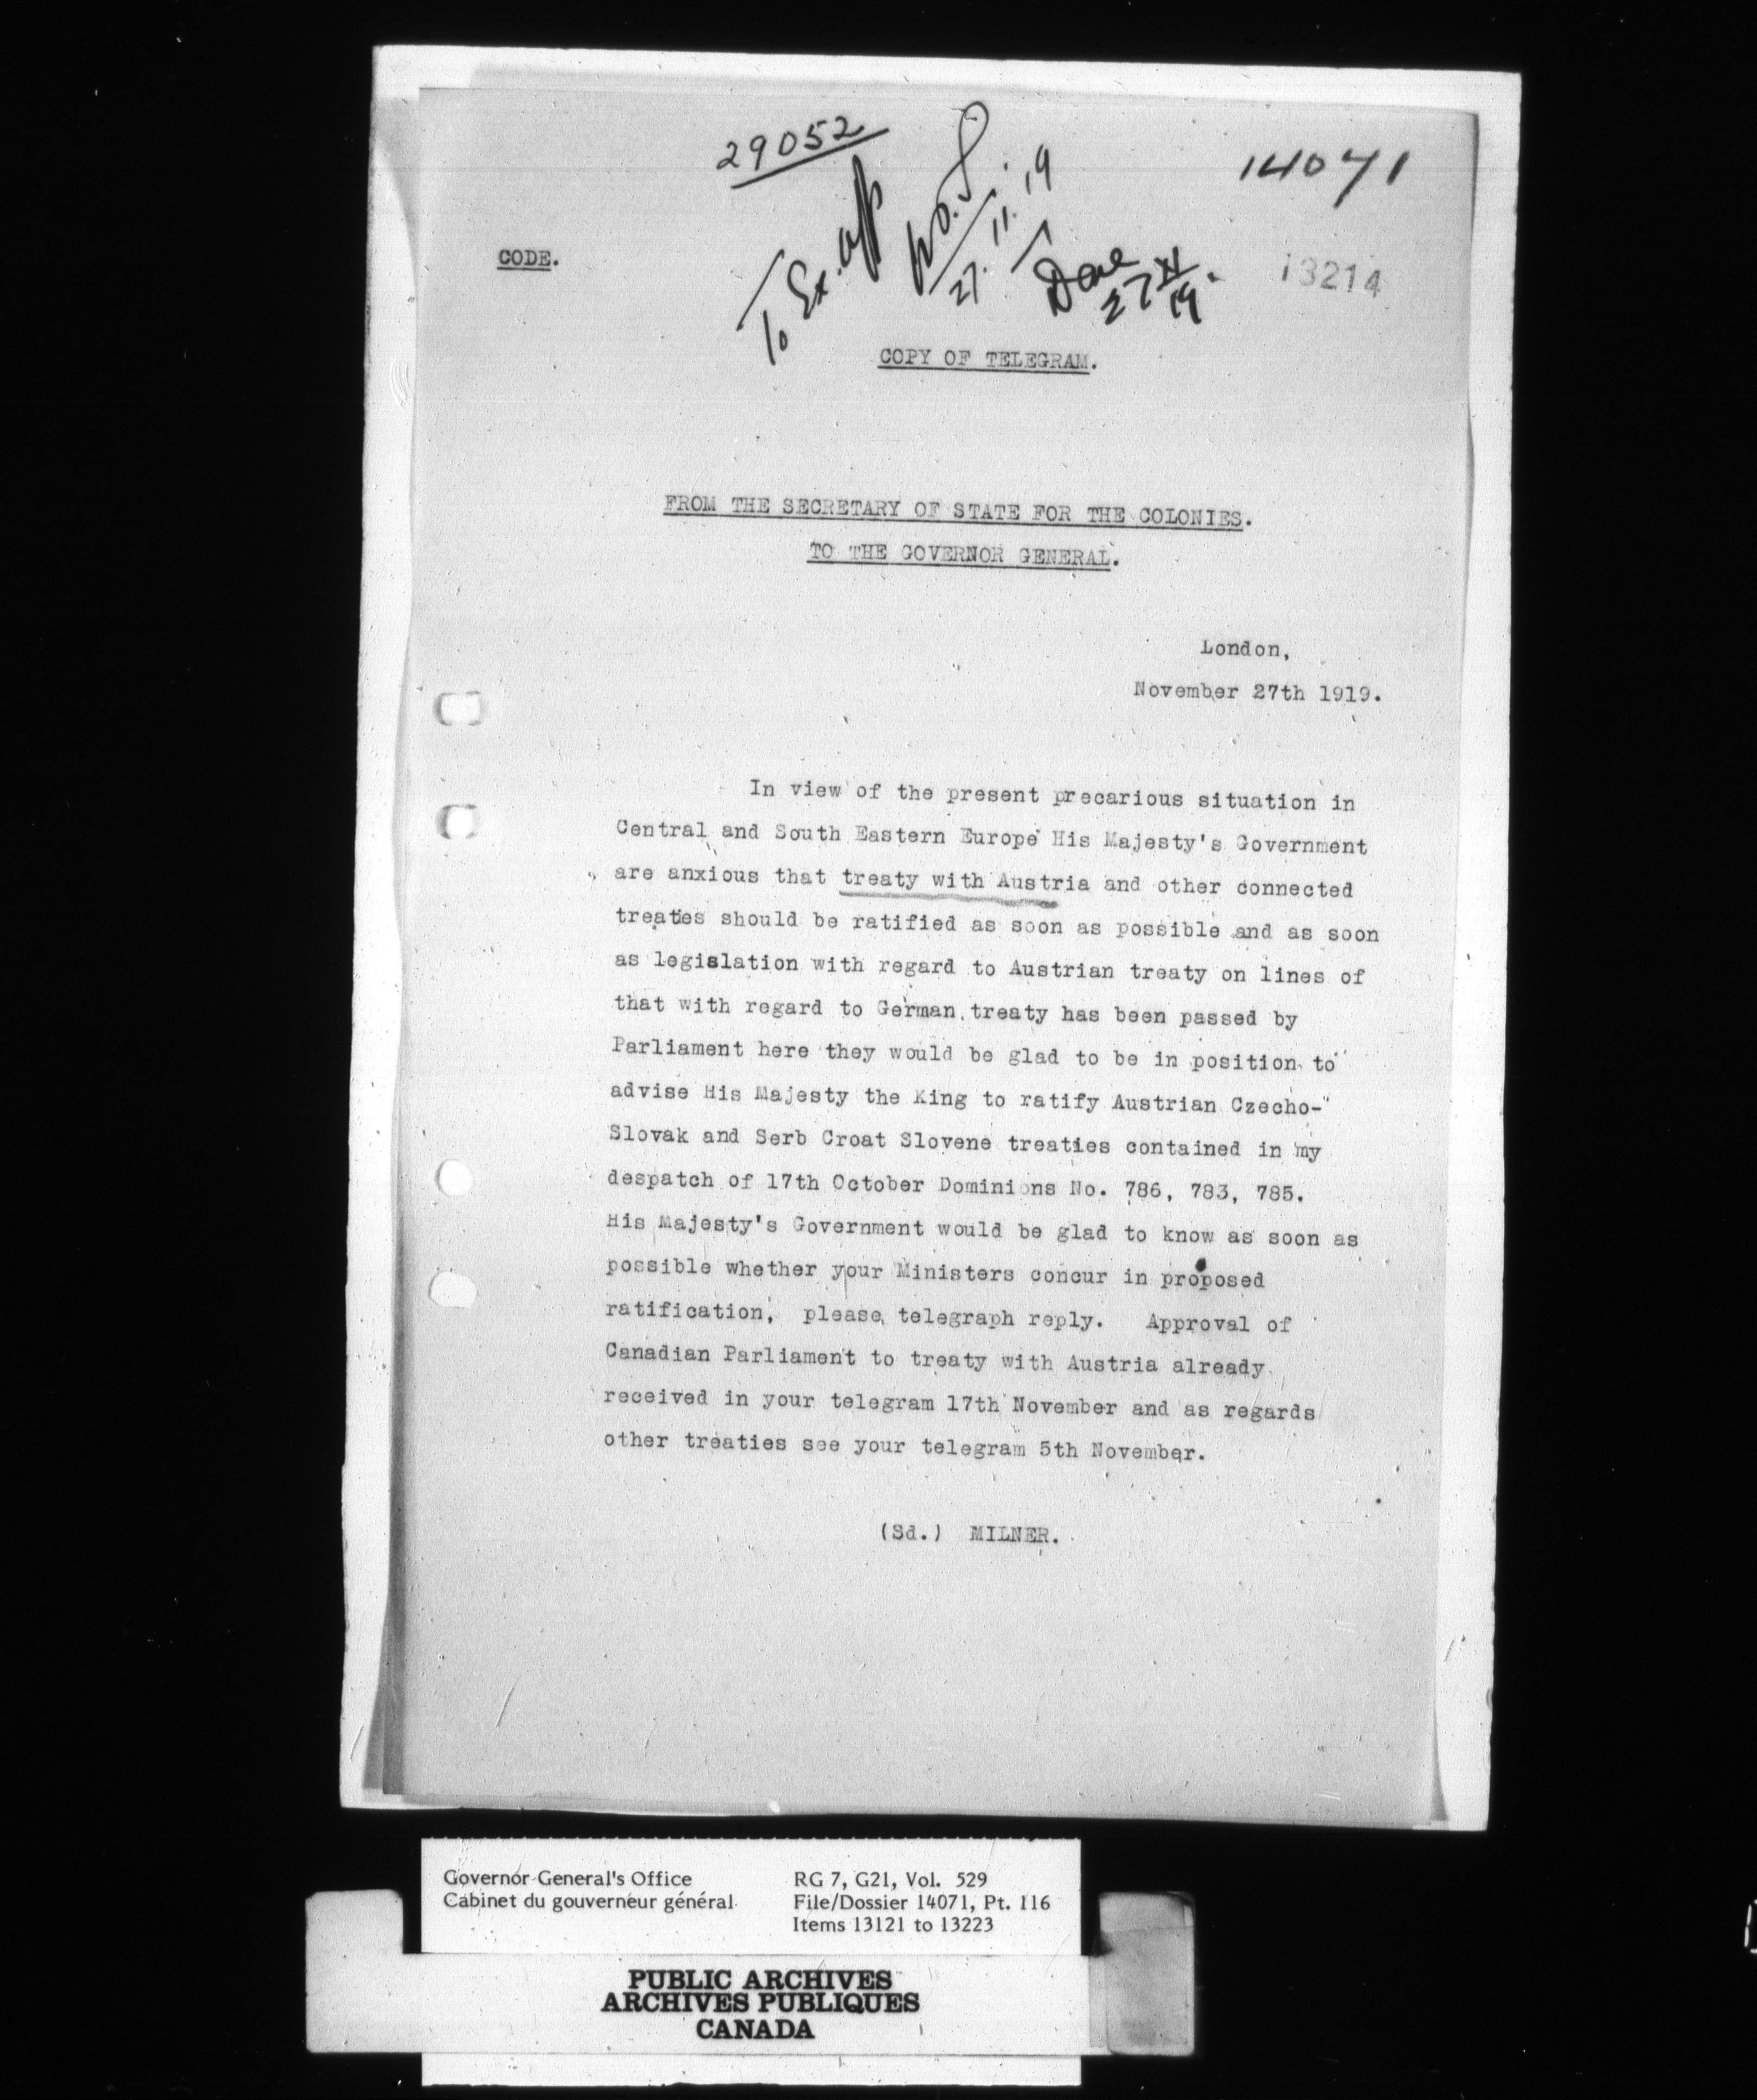 29052
14071
To Ex. Off
27.11.19
Done
27 XI
19.
CODE.
13214
COPY OF TELEGRAM.
FROM THE SECRETARY OF STATE FOR THE COLONIES.
TO THE GOVERNOR GENERAL.
London,
November 27th 1919.
In view of the present precarious situation in
Central and South Eastern Europe His Majesty's Government
are anxious that treaty with Austria and other connected
treaties should be ratified as soon as possible and as soon
as legislation with regard to Austrian treaty on lines of
that with regard to German treaty has been passed by
Parliament here they would be glad to be in position to
advise His Majesty the King to ratify Austrian Czecho-
Slovak and Serb Croat Slovene treaties contained in my
despatch of 17th October Dominions No. 786, 783, 785.
His Majesty's Government would be glad to know as soon as
possible whether your Ministers concur in proposed
ratification, please telegraph reply. Approval of
Canadian Parliament to treaty with Austria already
received in your telegram 17th November and as regards
other treaties see your telegram 5th November.
(Sd.) MILNER.
Governor General's Office
Cabinet du gouverneur général
RG 7, G21, Vol. 529
File/Dossier 14071, Pt. 116
Items 13121 to 13223
PUBLIC ARCHIVES
ARCHIVES PUBLIQUES
CANADA